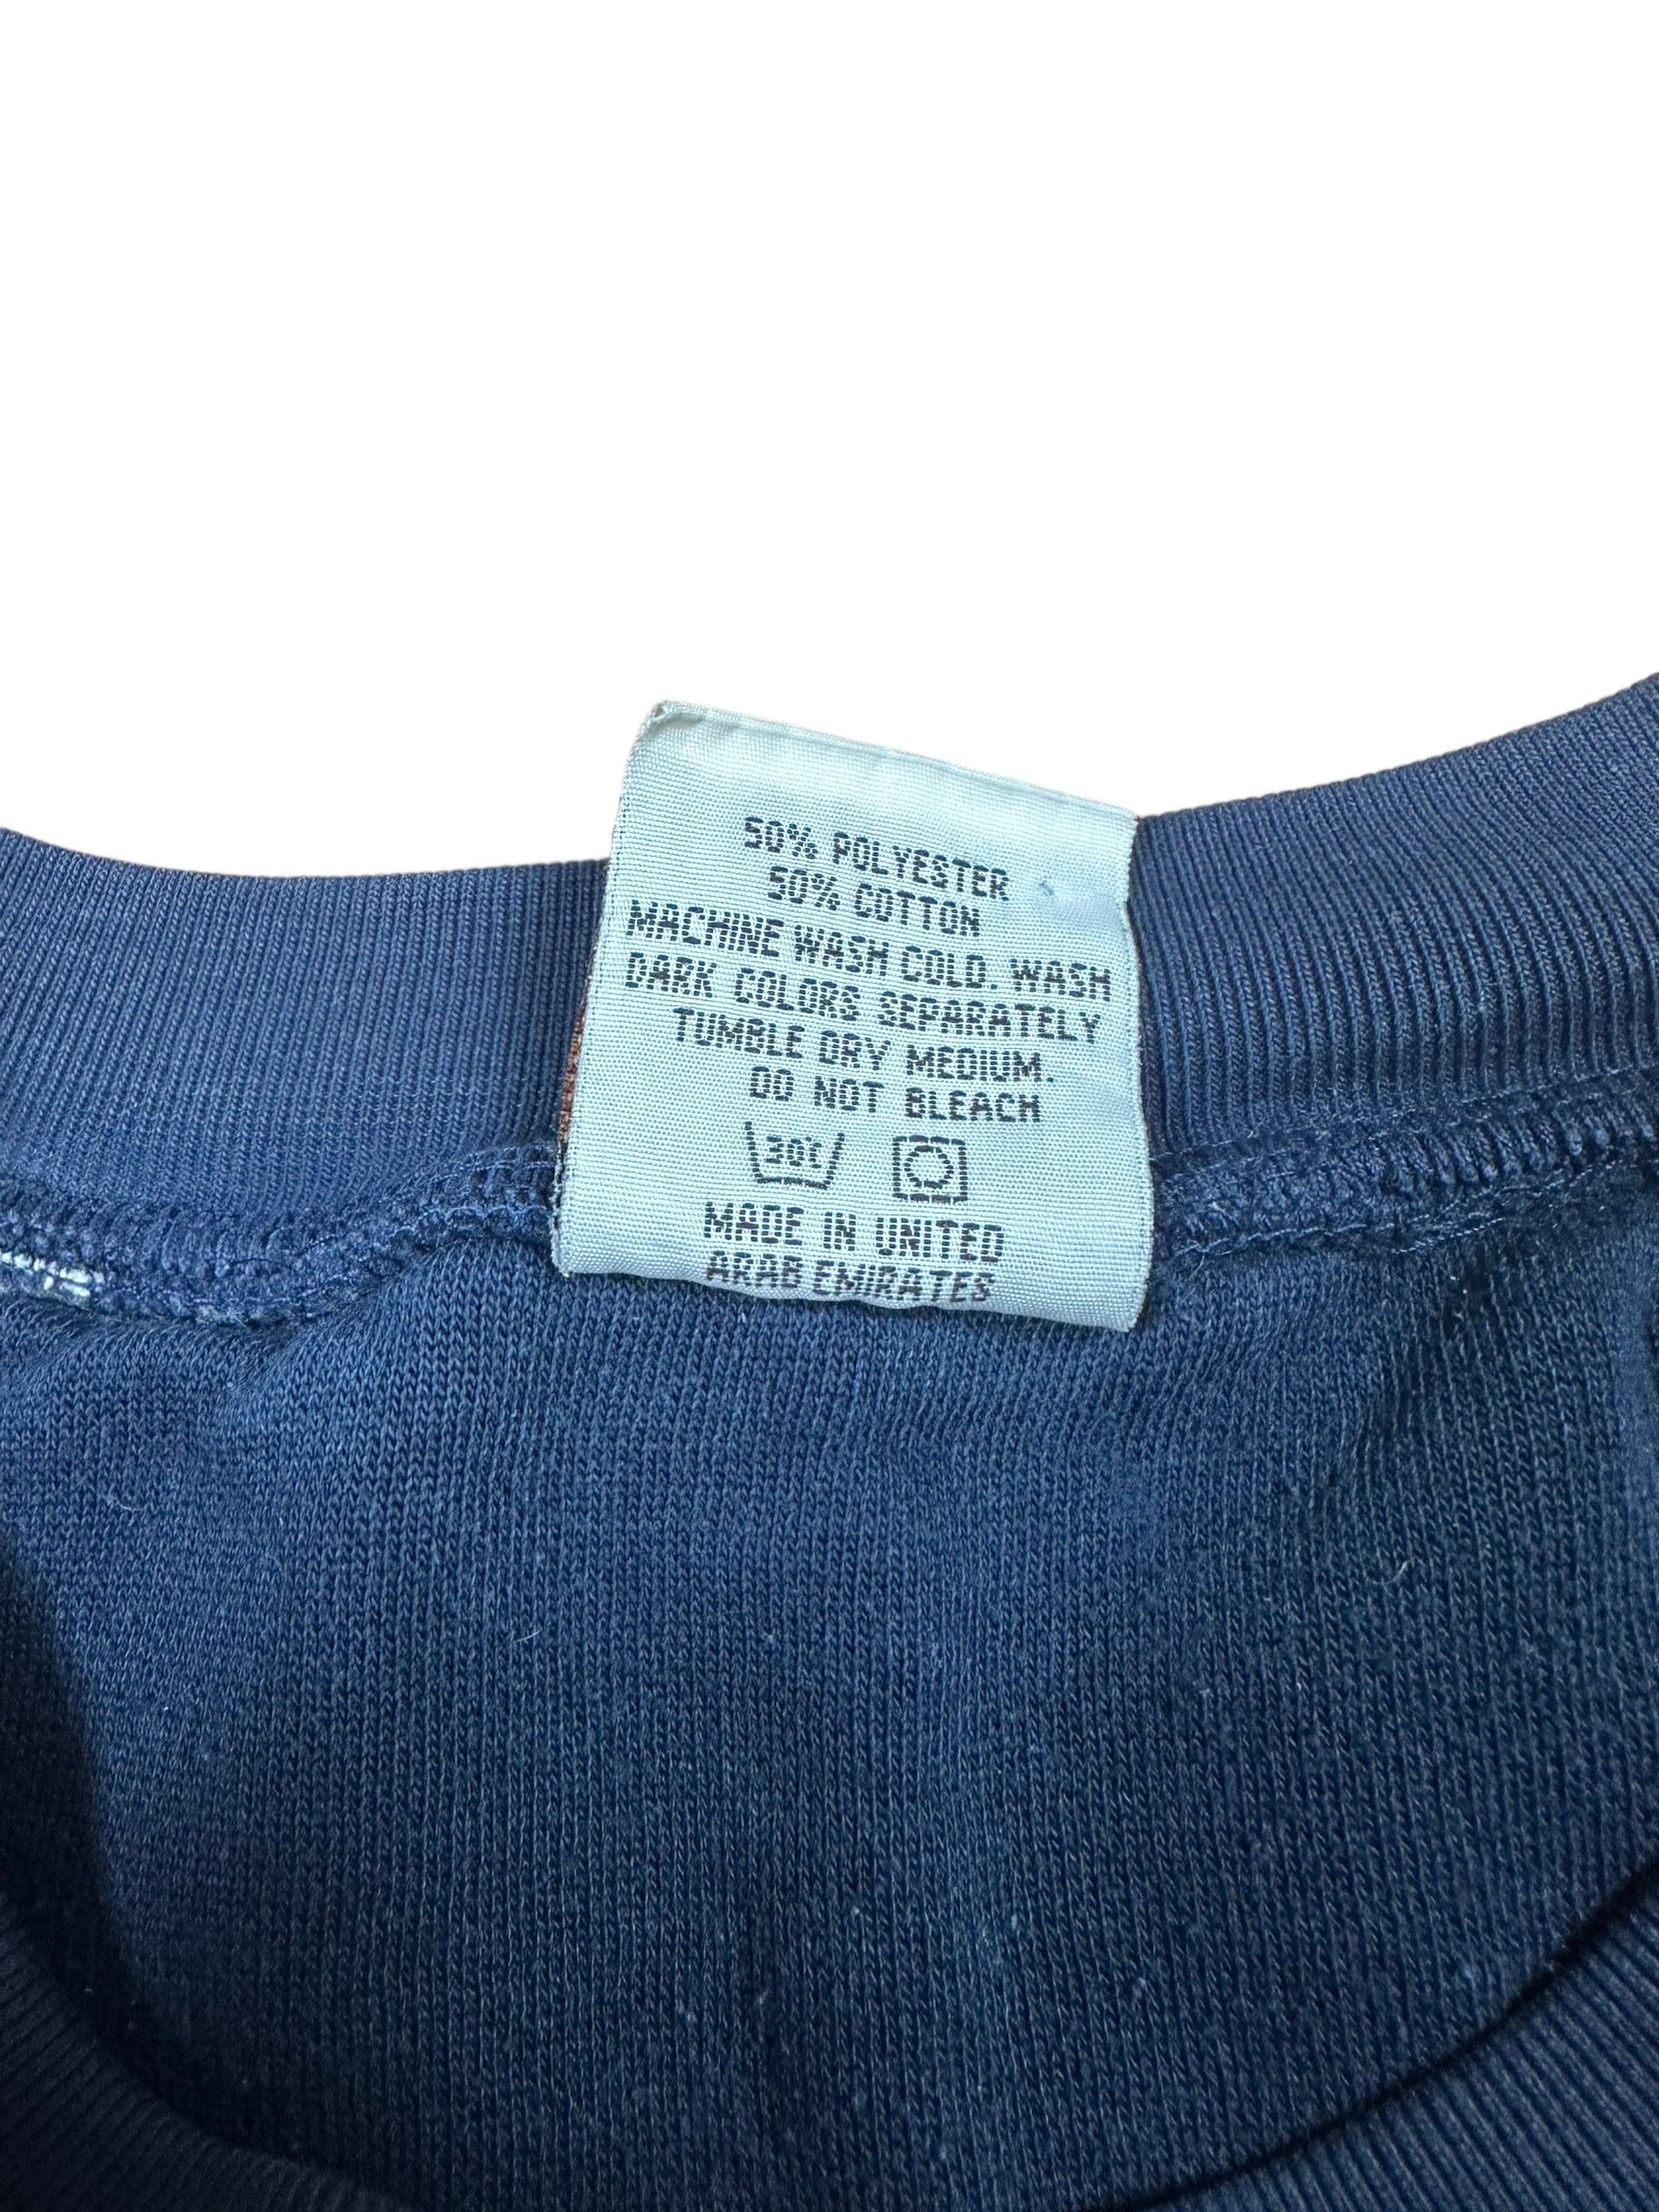 50% POLYESTER
50% COTTON
MACHINE WASH COLD. WASH
DARK COLORS SEPARATELY
TUMBLE DRY MEDIUM.
DO NOT BLEACH
30℃
MADE IN UNITED
ARAB EMIRATES